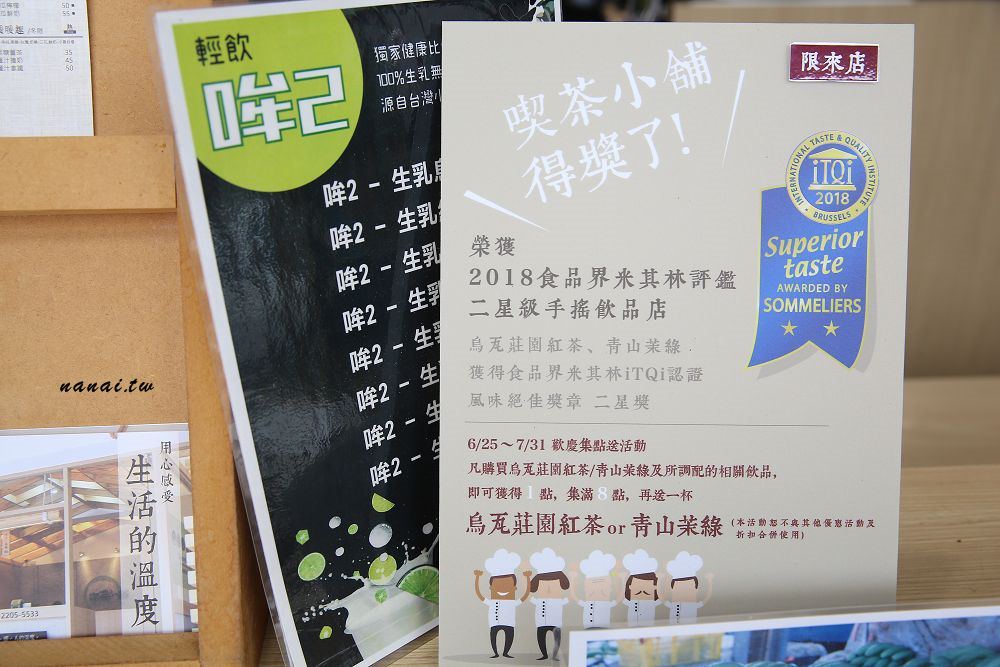 50
55
35
45
50
輕飲
哞2
獨家健康比
100%生乳無
源自台灣小
哞2 - 生乳
哞2 - 生乳
哞2 - 生乳
哞2 - 生乳
哞2 - 生
哞2 - 生
哞2 - 生
哞2 -
限來店
喫茶小舖
得獎了!
INTERNATIONAL TASTE & QUALITY INSTITUTE
iTQi
2018
BRUSSELS
Superior
taste
AWARDED BY
SOMMELIERS
榮獲
2018食品界米其林評鑑
二星級手搖飲品店
烏瓦莊園紅茶、青山茉綠
獲得食品界米其林iTQi認證
風味絕佳獎章 二星獎
6/25～7/31 歡慶集點送活動
凡購買烏瓦莊園紅茶/青山茉綠及所調配的相關飲品,
即可獲得1點, 集滿8點, 再送一杯
烏瓦莊園紅茶or青山茉綠 (本活動恕不與其他優惠活動及
折扣合併使用)
nanai.tw
用心感受
生活的溫度
2205-5533